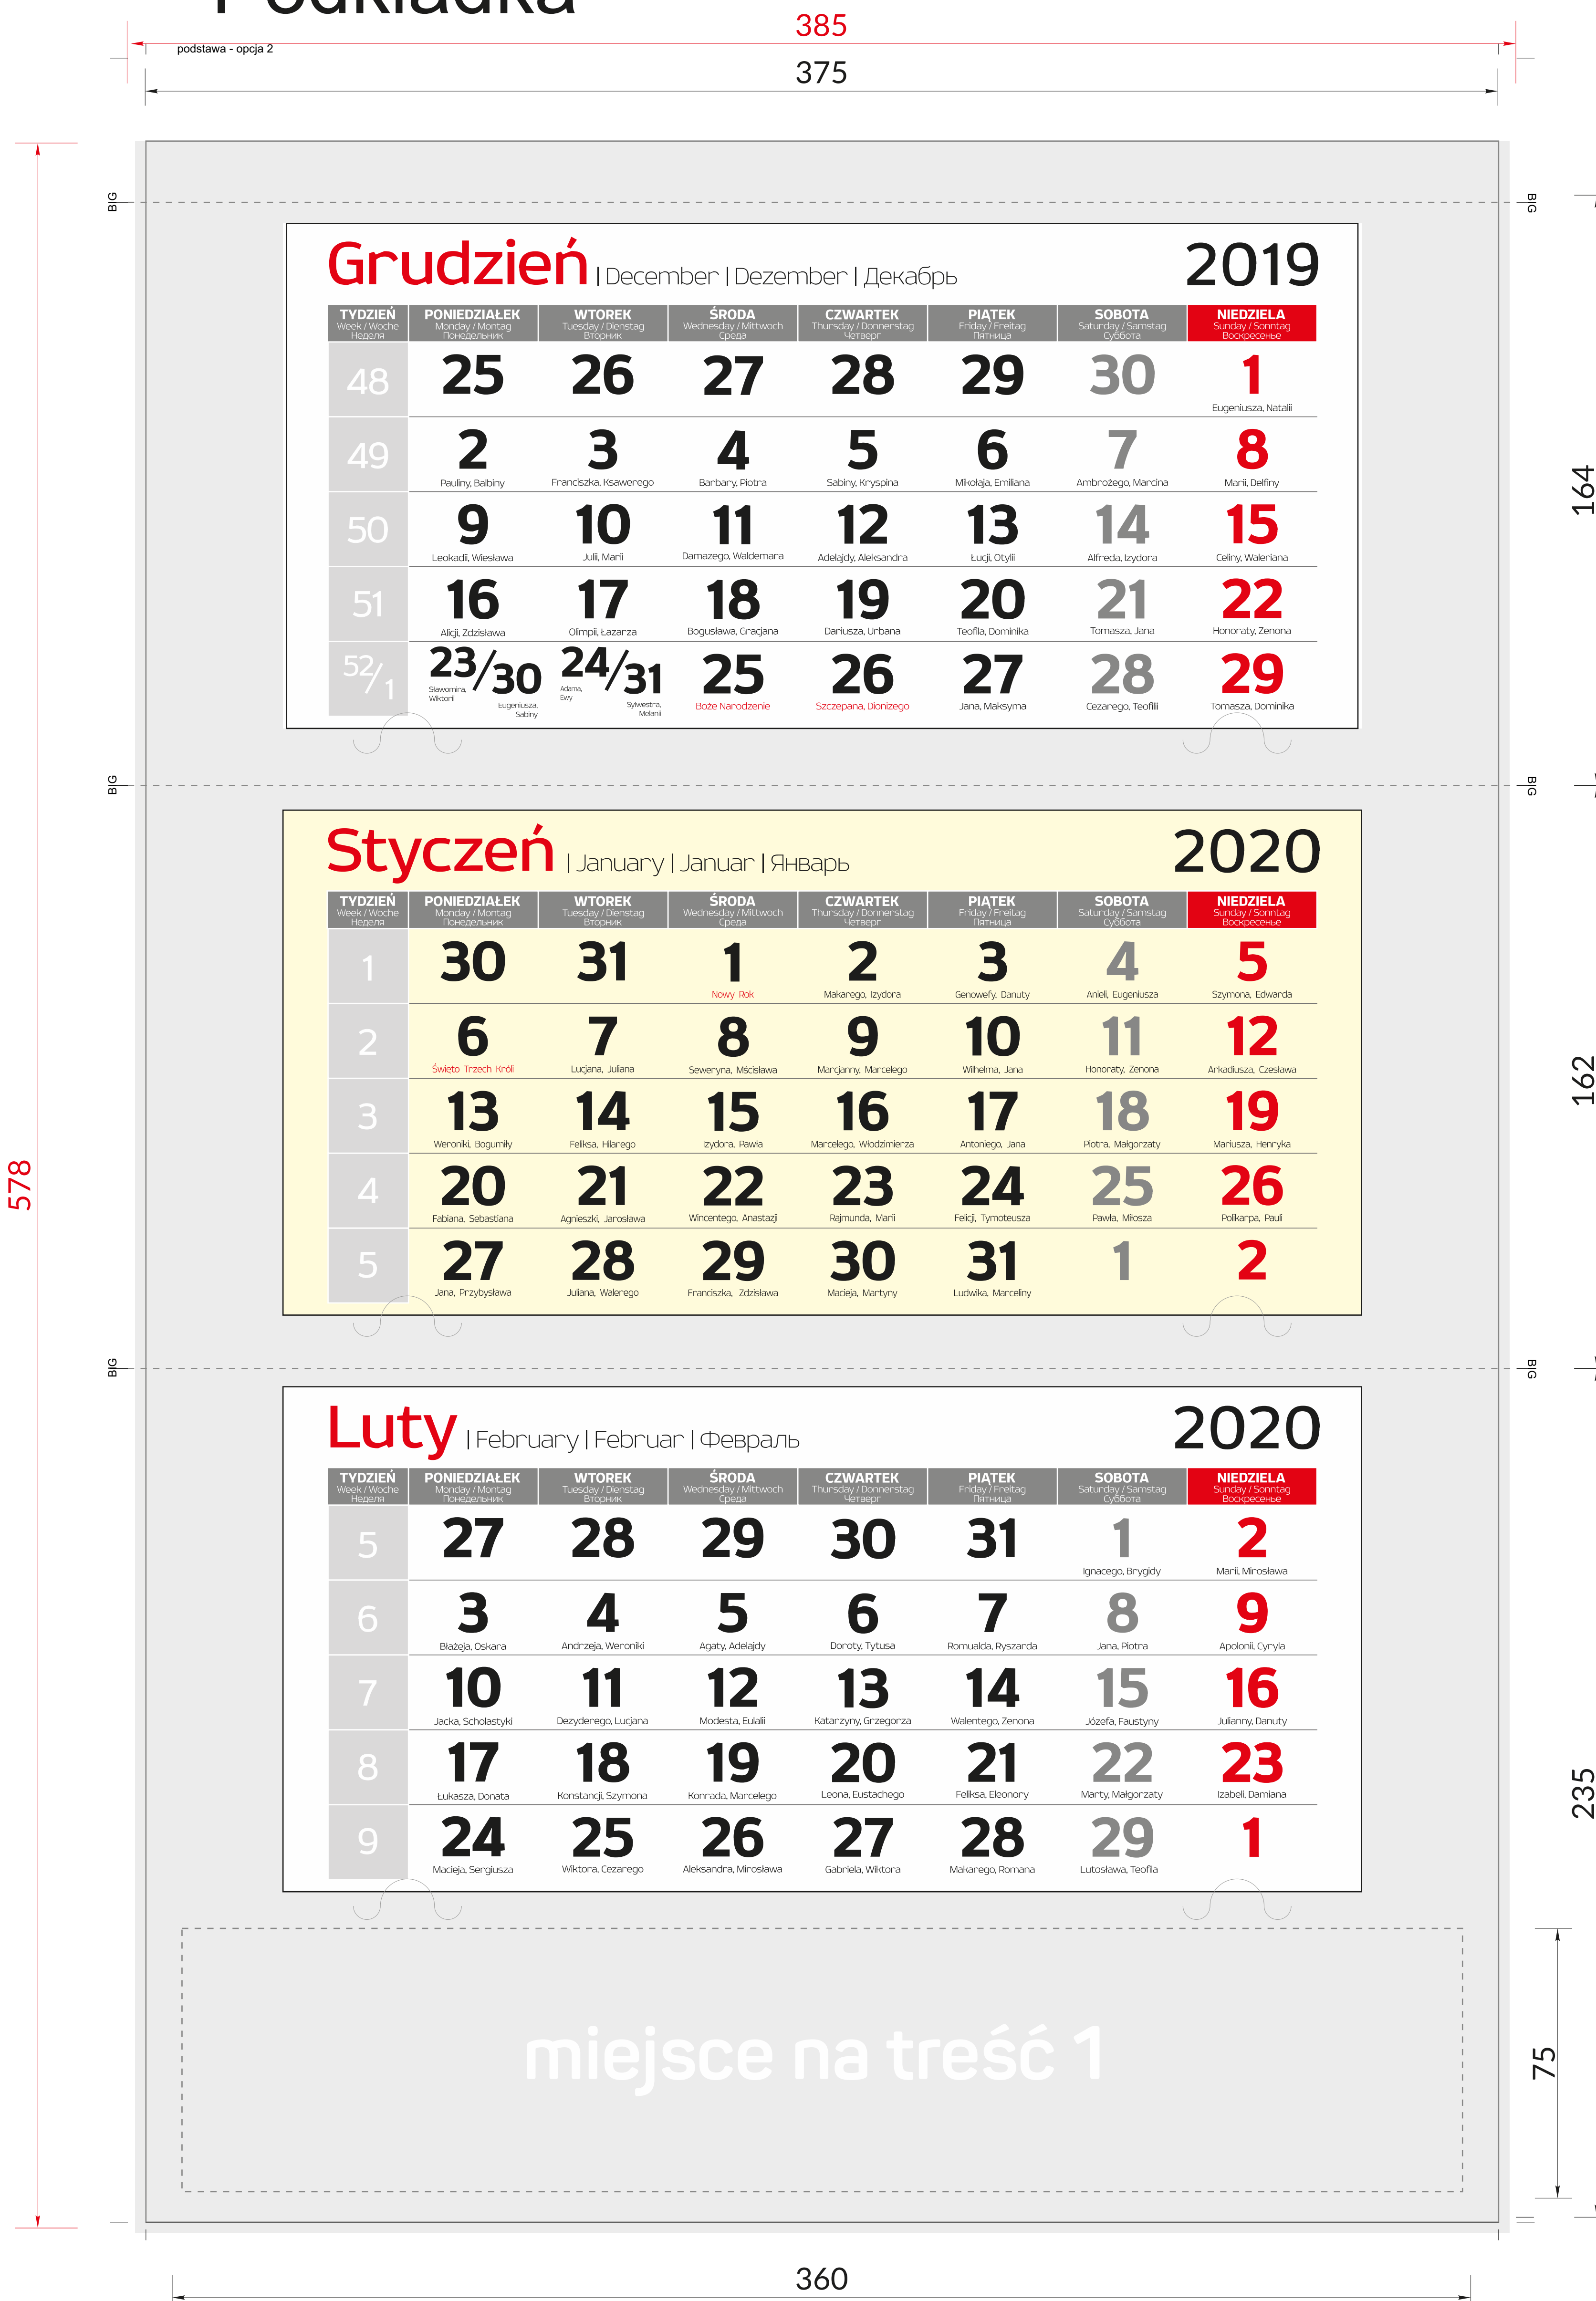 Podkładka
podstawa - opcja 2
385
375
BIG
BIG
Grudzień | December | Dezember | Декабрь 2019
TYDZIEŃ PONIEDZIAŁEK WTOREK ŚRODA CZWARTEK PIĄTEK SOBOTA NIEDZIELA
Week / Woche Monday / Montag Tuesday / Dienstag Wednesday / Mittwoch Thursday / Donnerstag Friday / Freitag Saturday / Samstag Sunday / Sonntag
Неделя Понедельник Вторник Среда Четверг Пятница Суббота Воскресенье
48 25 26 27 28 29 30 1
Eugeniusza, Natalii
49 2 3 4 5 6 7 8
Pauliny, Balbiny Franciszka, Ksawerego Barbary, Piotra Sabiny, Kryspina Mikołaja, Emiliana Ambrożego, Marcina Marii, Delfiny
164
50 9 10 11 12 13 14 15
Leokadii, Wiesława Julii, Marii Damazego, Waldemara Adelajdy, Aleksandra Łucji, Otylii Alfreda, Izydora Celiny, Waleriana
51 16 17 18 19 20 21 22
Alicji, Zdzisława Olimpii, Łazarza Bogusława, Gracjana Dariusza, Urbana Teofila, Dominika Tomasza, Jana Honoraty, Zenona
52/1 23/30 24/31 25 26 27 28 29
Sławomira, Adama,
Wiktorii Ewy
Eugeniusza, Sylwestra, Boże Narodzenie Szczepana, Dionizego Jana, Maksyma Cezarego, Teofilii Tomasza, Dominika
Sabiny Melanii
BIG
BIG
Styczeń | January | Januar | Январь 2020
TYDZIEŃ PONIEDZIAŁEK WTOREK ŚRODA CZWARTEK PIĄTEK SOBOTA NIEDZIELA
Week / Woche Monday / Montag Tuesday / Dienstag Wednesday / Mittwoch Thursday / Donnerstag Friday / Freitag Saturday / Samstag Sunday / Sonntag
Неделя Понедельник Вторник Среда Четверг Пятница Суббота Воскресенье
1 30 31 1 2 3 4 5
Nowy Rok Makarego, Izydora Genowefy, Danuty Anieli, Eugeniusza Szymona, Edwarda
2 6 7 8 9 10 11 12
Święto Trzech Króli Lucjana, Juliana Seweryna, Mścisława Marcjanny, Marcelego Wilhelma, Jana Honoraty, Zenona Arkadiusza, Czesława
162
3 13 14 15 16 17 18 19
Weroniki, Bogumiły Feliksa, Hilarego Izydora, Pawła Marcelego, Włodzimierza Antoniego, Jana Piotra, Małgorzaty Mariusza, Henryka
578
4 20 21 22 23 24 25 26
Fabiana, Sebastiana Agnieszki, Jarosława Wincentego, Anastazji Rajmunda, Marii Felicji, Tymoteusza Pawła, Miłosza Polikarpa, Pauli
5 27 28 29 30 31 1 2
Jana, Przybysława Juliana, Walerego Franciszka, Zdzisława Macieja, Martyny Ludwika, Marceliny
BIG
BIG
Luty | February | Februar | Февраль 2020
TYDZIEŃ PONIEDZIAŁEK WTOREK ŚRODA CZWARTEK PIĄTEK SOBOTA NIEDZIELA
Week / Woche Monday / Montag Tuesday / Dienstag Wednesday / Mittwoch Thursday / Donnerstag Friday / Freitag Saturday / Samstag Sunday / Sonntag
Неделя Понедельник Вторник Среда Четверг Пятница Суббота Воскресенье
5 27 28 29 30 31 1 2
Ignacego, Brygidy Marii, Mirosława
6 3 4 5 6 7 8 9
Błażeja, Oskara Andrzeja, Weroniki Agaty, Adelajdy Doroty, Tytusa Romualda, Ryszarda Jana, Piotra Apolonii, Cyryla
7 10 11 12 13 14 15 16
Jacka, Scholastyki Dezyderego, Lucjana Modesta, Eulalii Katarzyny, Grzegorza Walentego, Zenona Józefa, Faustyny Julianny, Danuty
8 17 18 19 20 21 22 23
Łukasza, Donata Konstancji, Szymona Konrada, Marcelego Leona, Eustachego Feliksa, Eleonory Marty, Małgorzaty Izabeli, Damiana
235
9 24 25 26 27 28 29 1
Macieja, Sergiusza Wiktora, Cezarego Aleksandra, Mirosława Gabriela, Wiktora Makarego, Romana Lutosława, Teofila
miejsce na treść 1
75
360